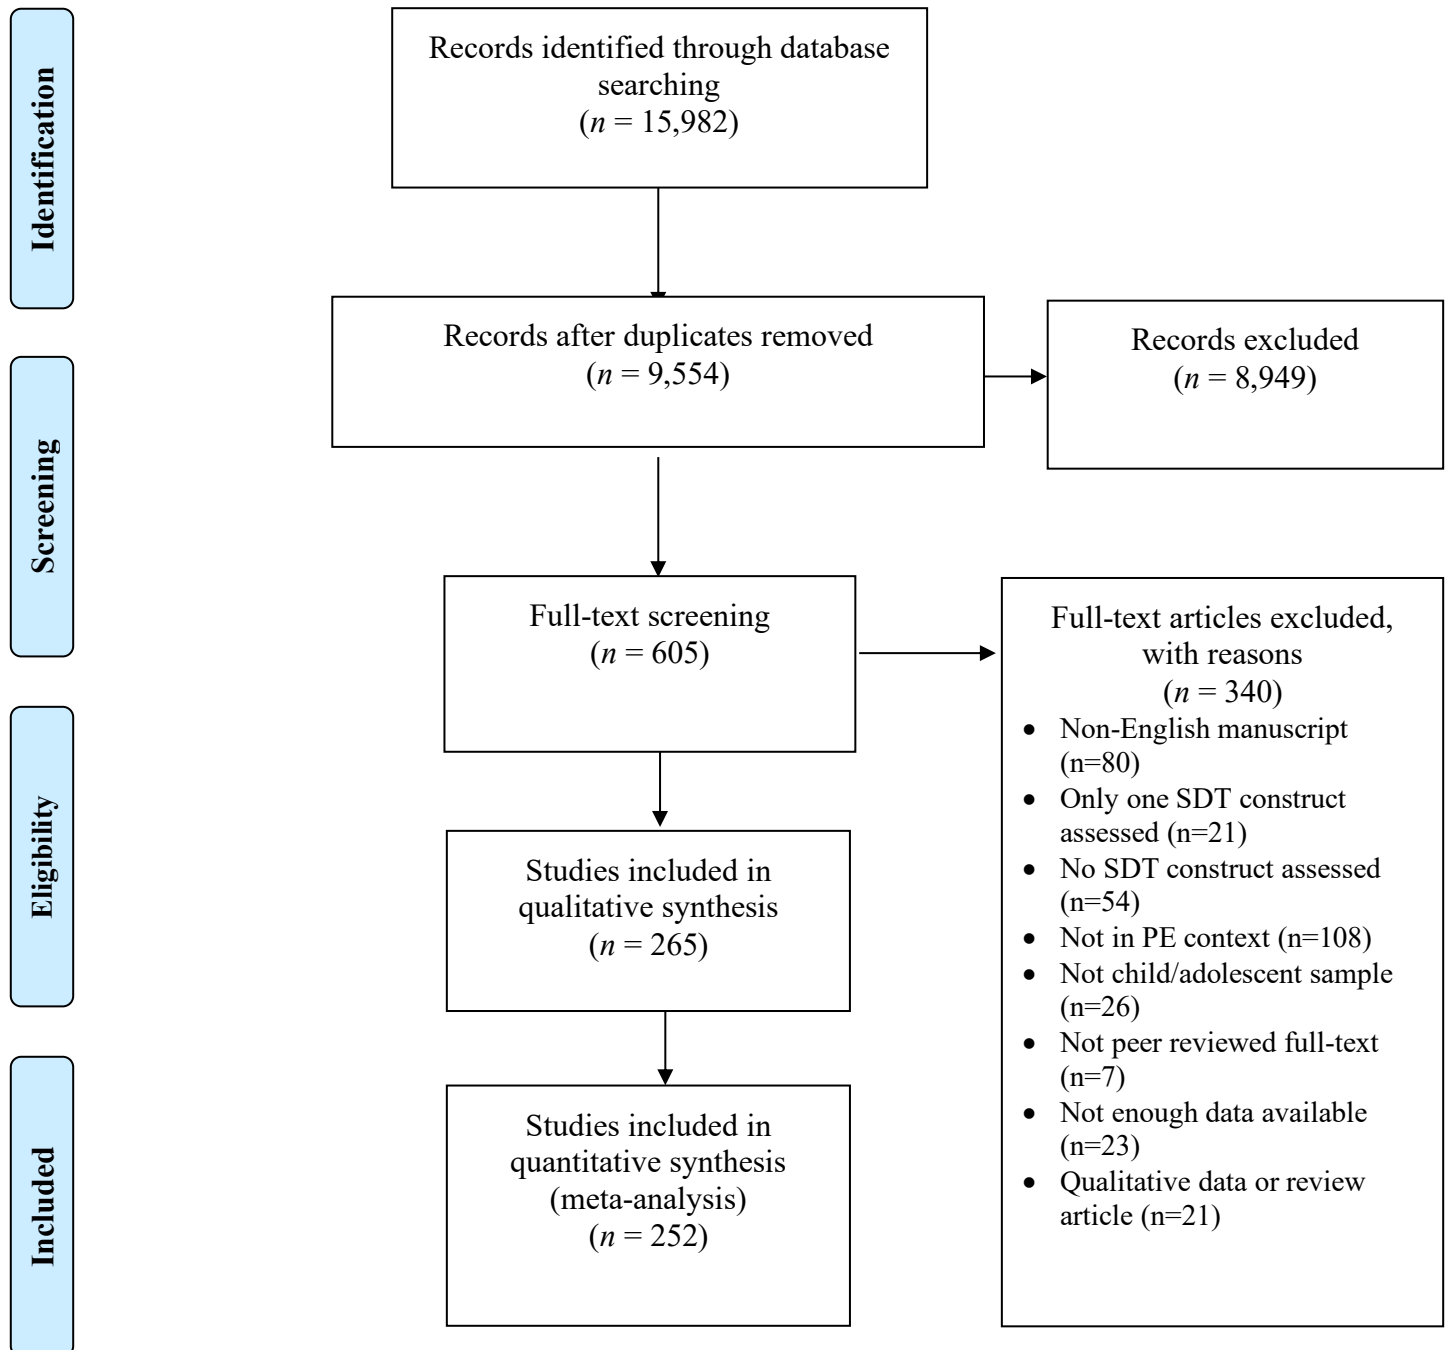 Identification
Records identified through database
searching
(n = 15,982)
Records after duplicates removed
(n = 9,554)
Records excluded
(n = 8,949)
Screening
Full-text screening
(n = 605)
Full-text articles excluded,
with reasons
(n = 340)
• Non-English manuscript
(n=80)
• Only one SDT construct
assessed (n=21)
• No SDT construct assessed
(n=54)
• Not in PE context (n=108)
• Not child/adolescent sample
(n=26)
• Not peer reviewed full-text
(n=7)
• Not enough data available
(n=23)
• Qualitative data or review
article (n=21)
Eligibility
Studies included in
qualitative synthesis
(n = 265)
Included
Studies included in
quantitative synthesis
(meta-analysis)
(n = 252)